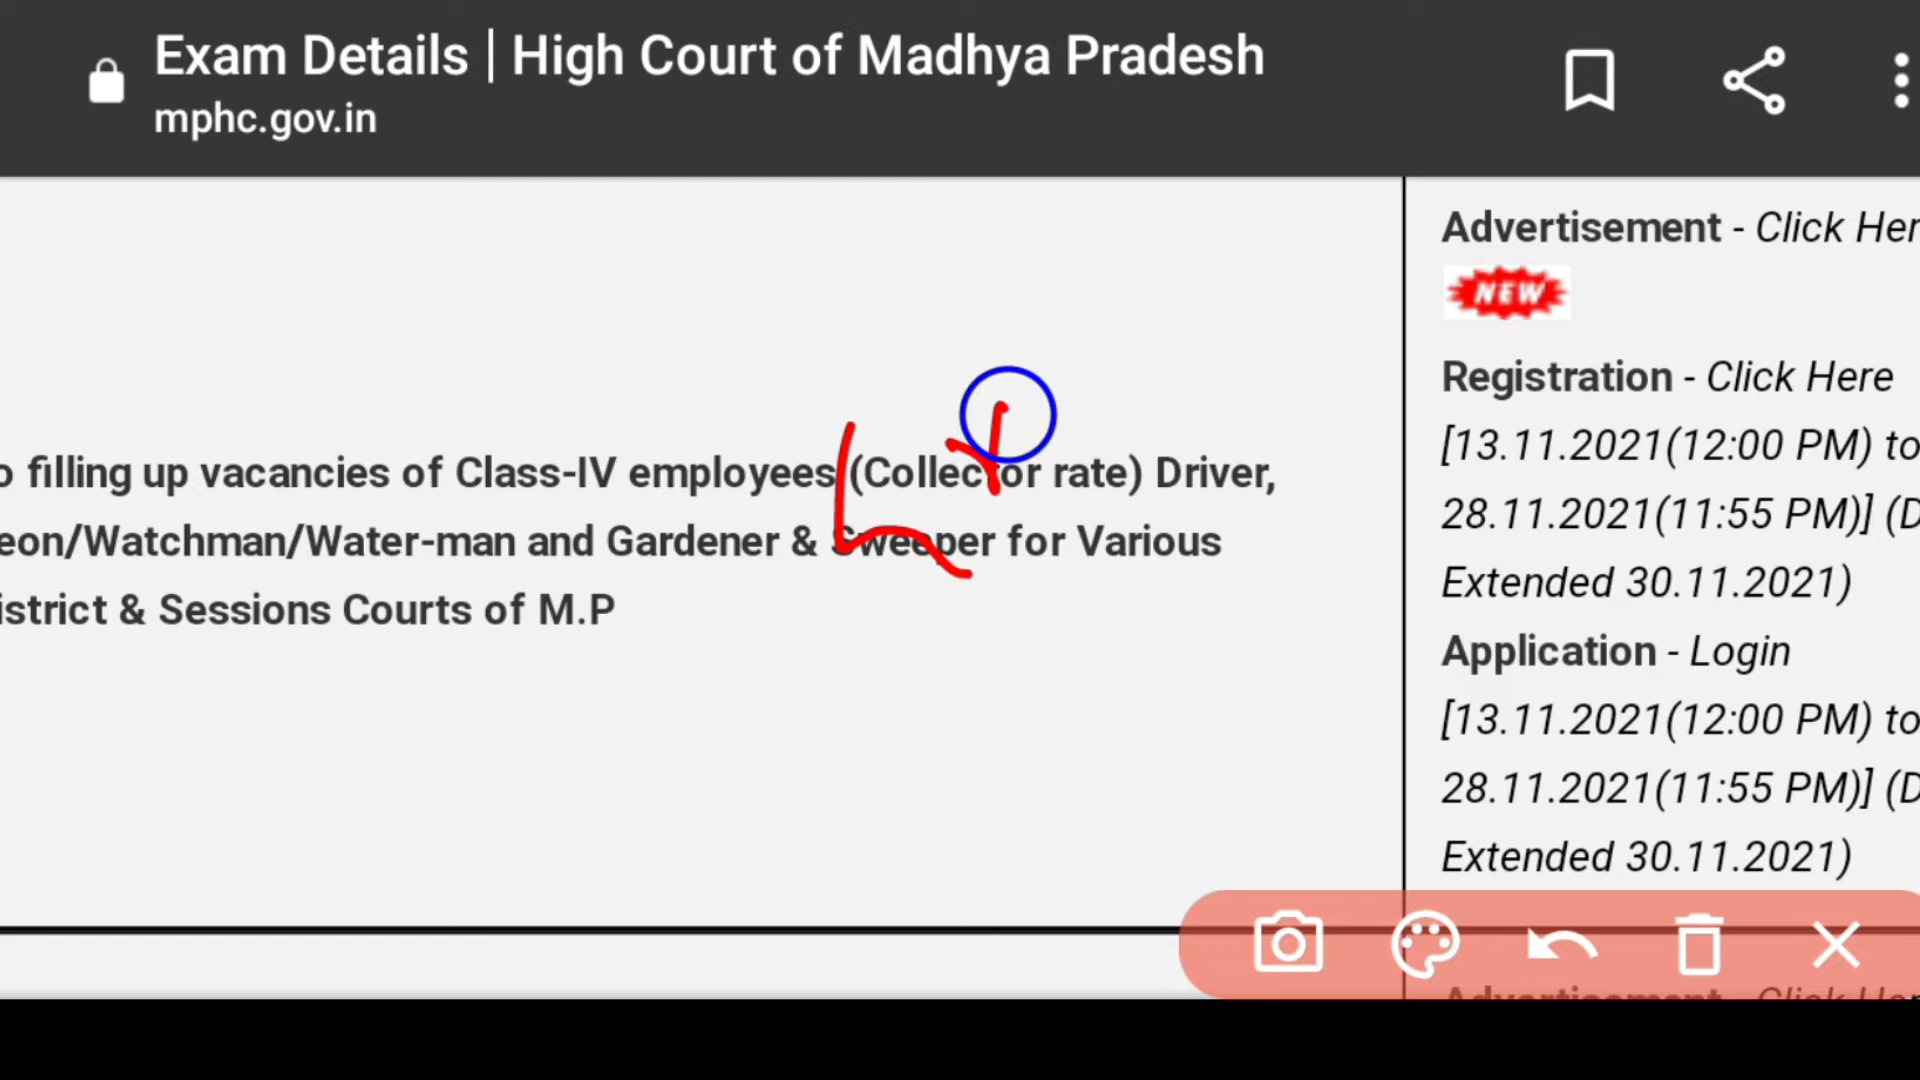 Exam Details | High Court of Madhya Pradesh
mphc.gov.in
filling up vacancies of Class-IV employees (Collector rate) Driver,
eon/Watchman/Water-man and Gardener & Sweeper for Various
istrict & Sessions Courts of M.P
Advertisement - Click Her
NEW
Registration - Click Here
[13.11.2021(12:00 PM) to
28.11.2021(11:55 PM)] (D
Extended 30.11.2021)
Application - Login
[13.11.2021(12:00 PM) to
28.11.2021(11:55 PM)] (D
Extended 30.11.2021)
Advertisement - Click Her